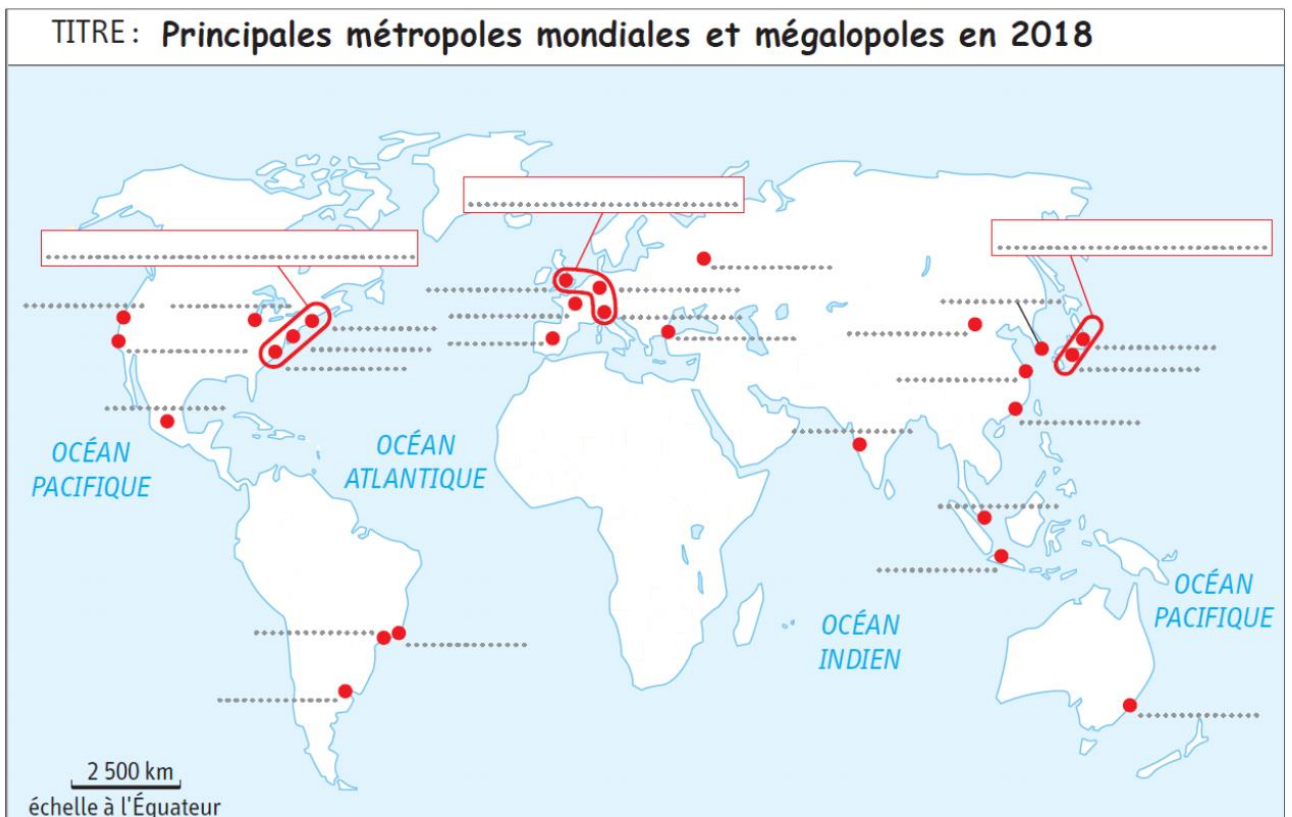 TITRE : Principales métropoles mondiales et mégalopoles en 2018
OCÉAN
PACIFIQUE
OCÉAN
ATLANTIQUE
OCÉAN
INDIEN
OCÉAN
PACIFIQUE
2 500 km
échelle à l'Équateur